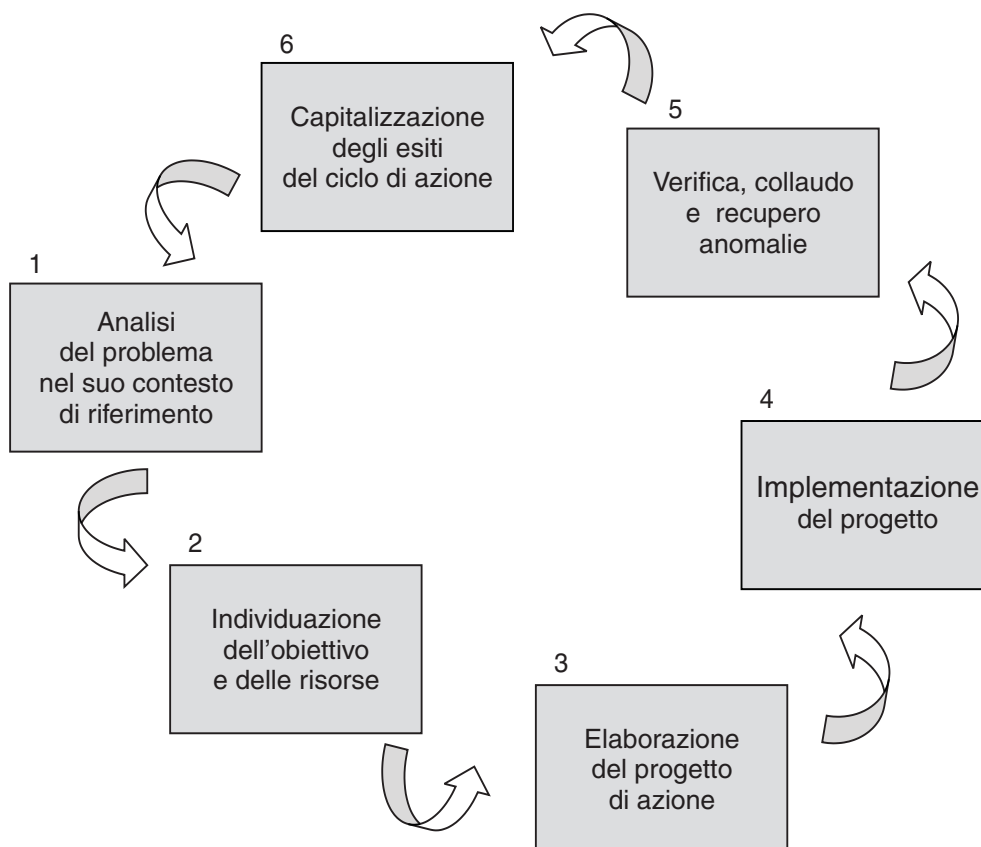 6
Capitalizzazione
degli esiti
del ciclo di azione
5
Verifica, collaudo
e recupero
anomalie
1
Analisi
del problema
nel suo contesto
di riferimento
4
Implementazione
del progetto
2
Individuazione
dell'obiettivo
e delle risorse
3
Elaborazione
del progetto
di azione